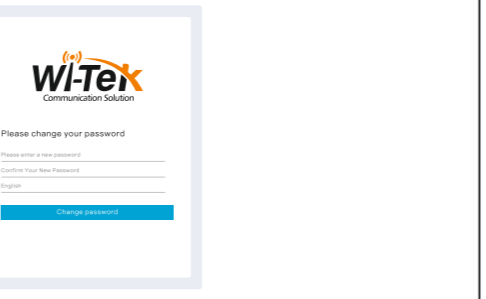 WI-Tek
Communication Solution
Please change your password
Please enter a new password
Confirm Your New Password
English
Change password